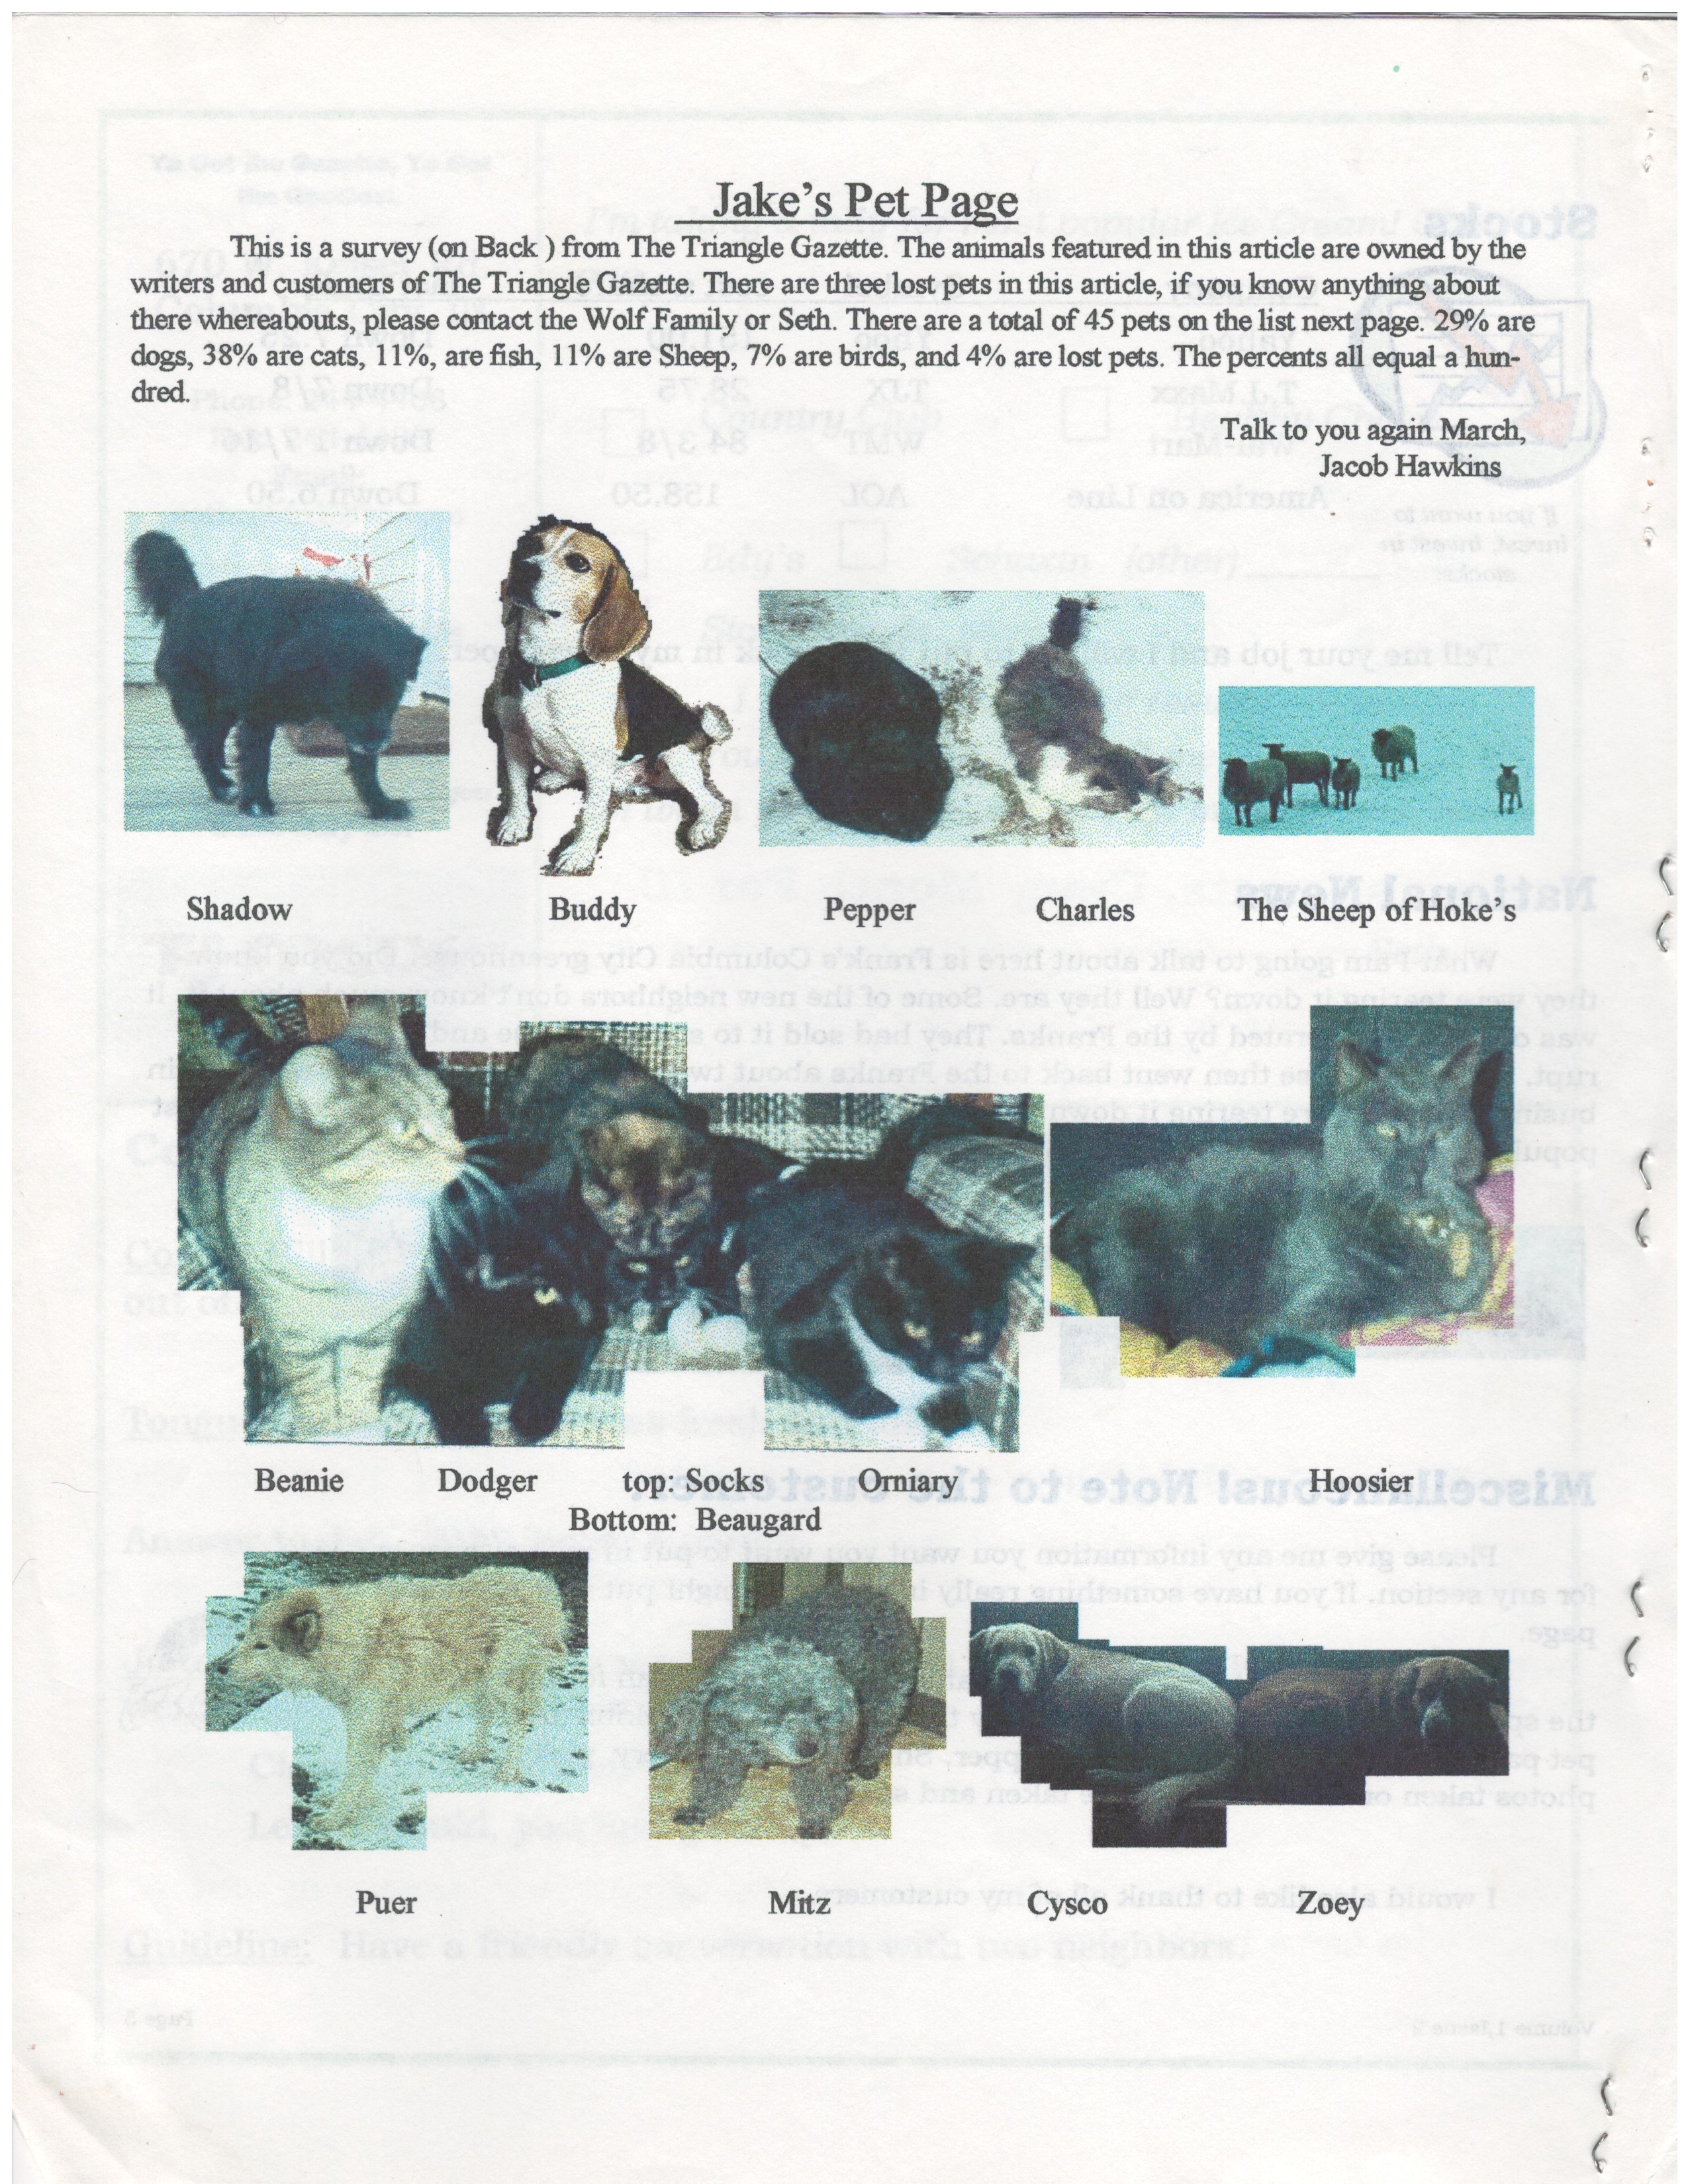 Jake's Pet Page
This is a survey (on Back ) from The Triangle Gazette. The animals featured in this article are owned by the
writers and customers of The Triangle Gazette. There are three lost pets in this article, if you know anything about
there whereabouts, please contact the Wolf Family or Seth. There are a total of 45 pets on the list next page. 29% are
dogs, 38% are cats, 11%, are fish, 11% are Sheep, 7% are birds, and 4% are lost pets. The percents all equal a hun-
dred.
Talk to you again March,
Jacob Hawkins
Shadow Buddy Pepper Charles The Sheep of Hoke's
Beanie Dodger top: Socks Orniary Hoosier
Bottom: Beaugard
Puer Mitz Cysco Zoey